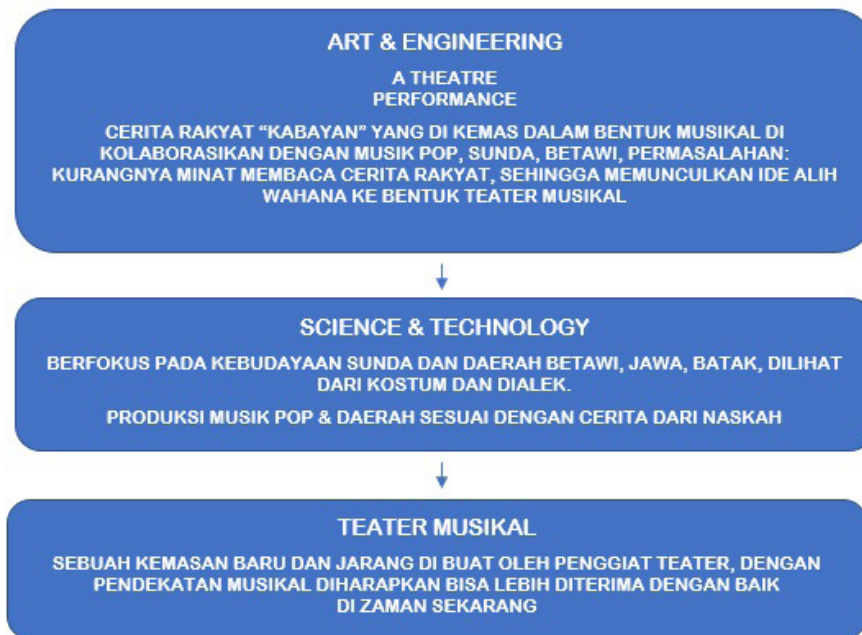 ART & ENGINEERING
A THEATRE
PERFORMANCE
CERITA RAKYAT “KABAYAN” YANG DI KEMAS DALAM BENTUK MUSIKAL DI
KOLABORASIKAN DENGAN MUSIK POP, SUNDA, BETAWI, PERMASALAHAN:
KURANGNYA MINAT MEMBACA CERITA RAKYAT, SEHINGGA MEMUNCULKAN IDE ALIH
WAHANA KE BENTUK TEATER MUSIKAL
SCIENCE & TECHNOLOGY
BERFOKUS PADA KEBUDAYAAN SUNDA DAN DAERAH BETAWI, JAWA, BATAK, DILIHAT
DARI KOSTUM DAN DIALEK.
PRODUKSI MUSIK POP & DAERAH SESUAI DENGAN CERITA DARI NASKAH
TEATER MUSIKAL
SEBUAH KEMASAN BARU DAN JARANG DI BUAT OLEH PENGGIAT TEATER, DENGAN
PENDEKATAN MUSIKAL DIHARAPKAN BISA LEBIH DITERIMA DENGAN BAIK
DI ZAMAN SEKARANG